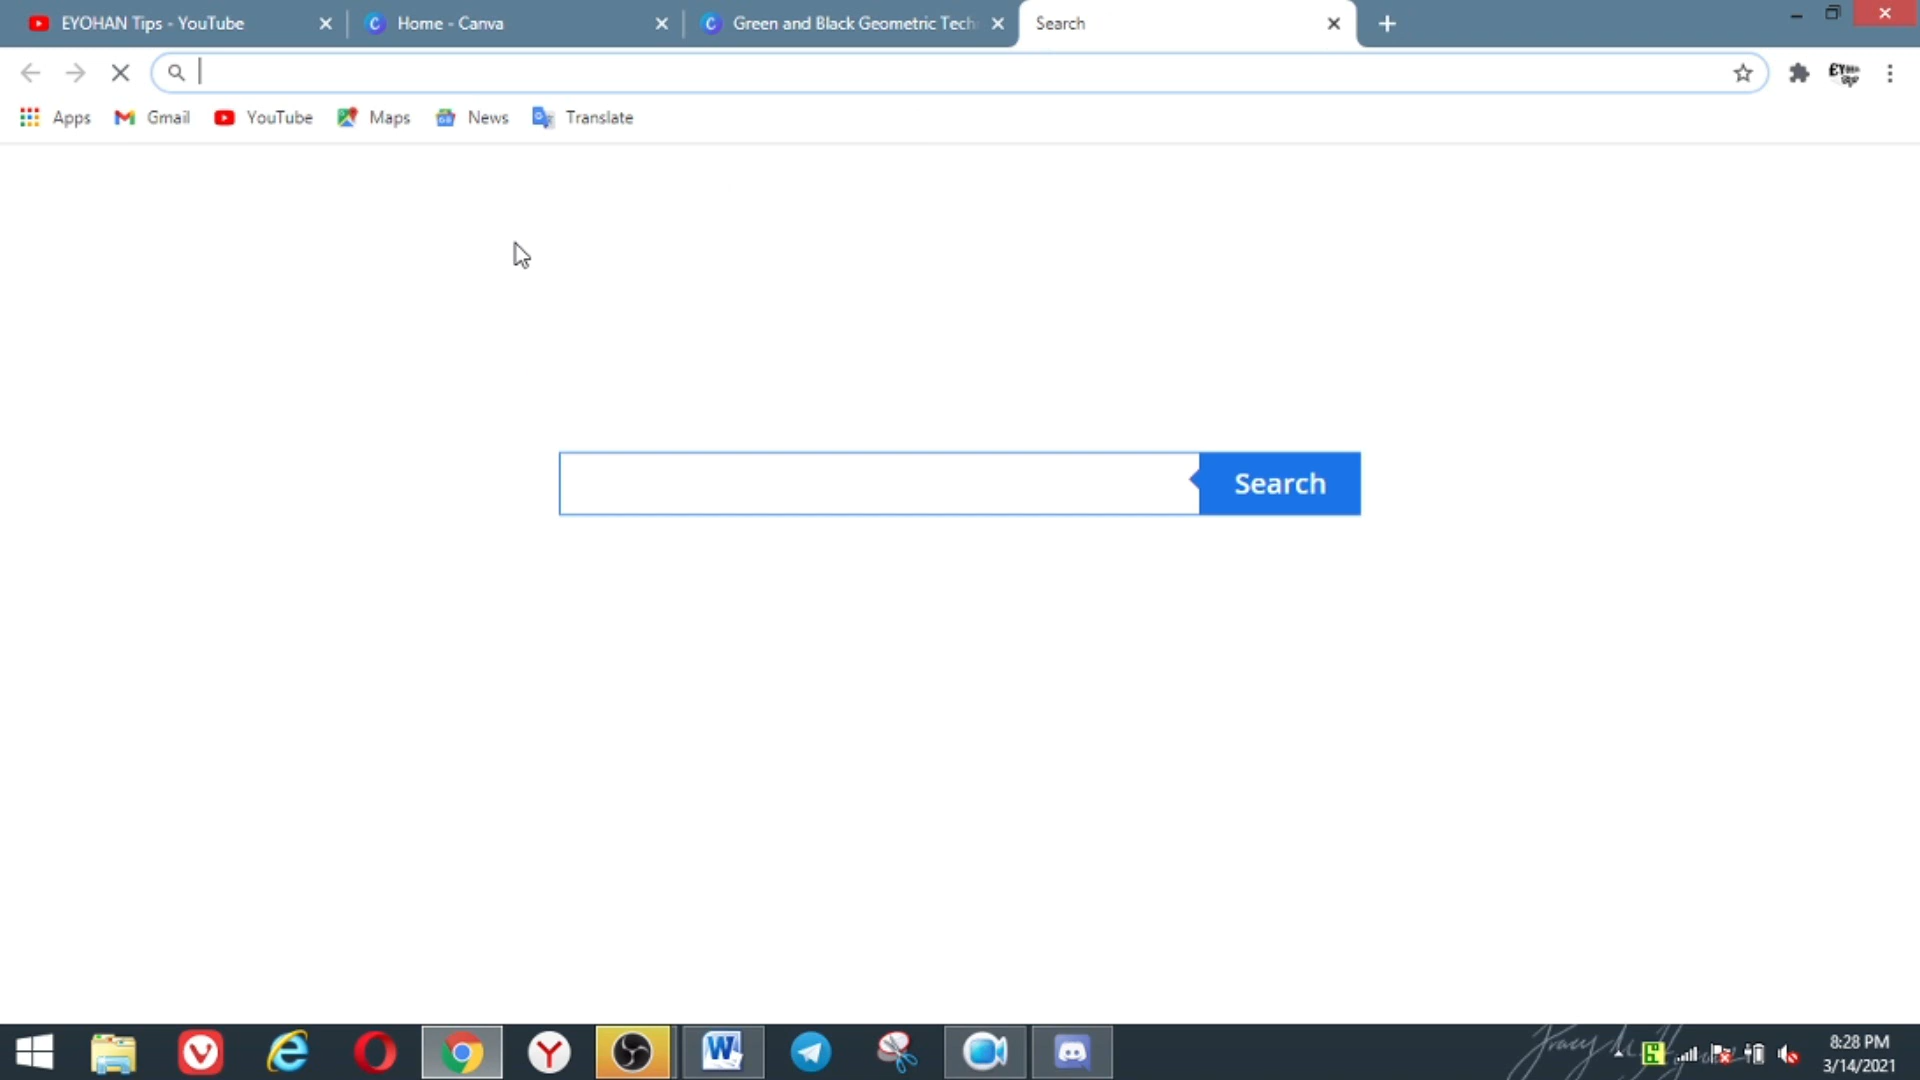 EYOHAN Tips - YouTube
Home - Canva
Green and Black Geometric Tech
Search
Apps
Gmail
YouTube
Maps
News
Translate
Search
8:28 PM
3/14/2021